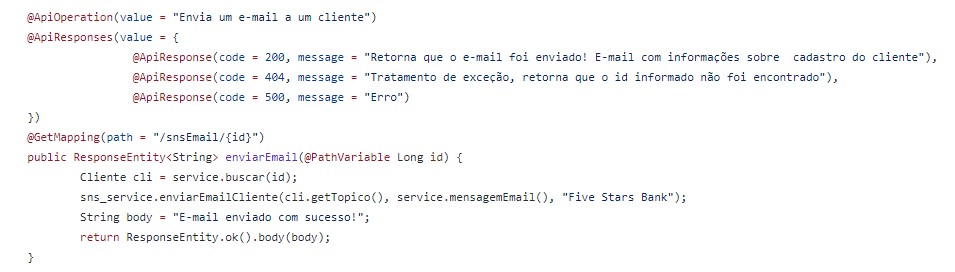 @ApiOperation(value = "Envia um e-mail a um cliente")
@ApiResponses(value = {
@ApiResponse(code = 200, message = "Retorna que o e-mail foi enviado! E-mail com informações sobre  cadastro do cliente"),
@ApiResponse(code = 404, message = "Tratamento de exceção, retorna que o id informado não foi encontrado"),
@ApiResponse(code = 500, message = "Erro")
})
@GetMapping(path = "/snsEmail/{id}")
public ResponseEntity<String> enviarEmail(@PathVariable Long id) {
Cliente cli = service.buscar(id);
sns_service.enviarEmailCliente(cli.getTopico(), service.mensagemEmail(), "Five Stars Bank");
String body = "E-mail enviado com sucesso!";
return ResponseEntity.ok().body(body);
}